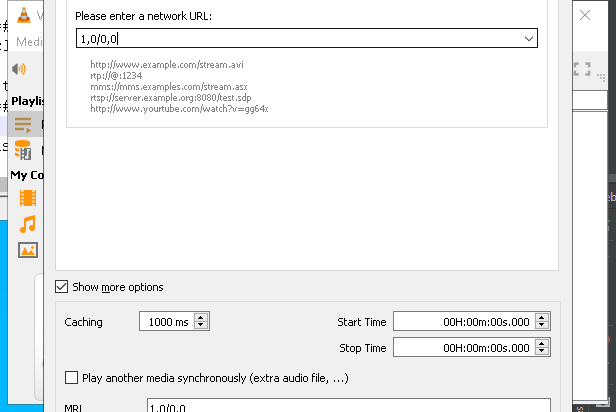 Please enter a network URL:
1,0/0,0
http://www.example.com/stream.avi
rtp://@:1234
mms://mms.examples.com/stream.asx
rtsp://server.example.org:8080/test.sdp
http://www.yourtube.com/watch?v=gg64x
Medi
Playlis
My Co
Show more options
Caching
1000 ms
Start Time
00H:00m:00s.000
Stop Time
00H:00m:00s.000
Play another media synchronously (extra audio file, ...)
MRL
1,0/0,0